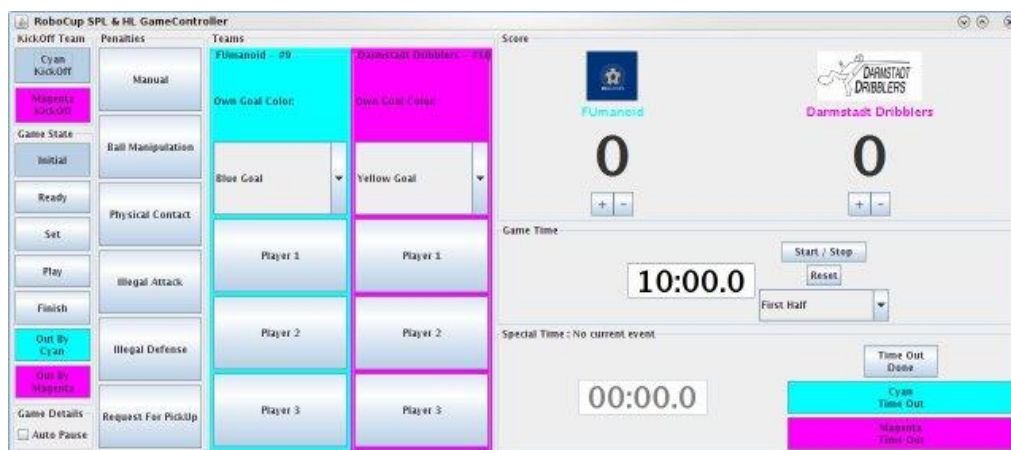 RoboCup SPL & HL GameController
KickOff Team
Cyan
KickOff
Magenta
KickOff
Game State
Initial
Ready
Set
Play
Finish
Out By
Cyan
Out By
Magenta
Game Details
Auto Pause
Penalties
Manual
Ball Manipulation
Physical Contact
Illegal Attack
Illegal Defense
Request For PickUp
Teams
FUmanoid - #9
Own Goal Color:
Blue Goal
Player 1
Player 2
Player 3
Darmstadt Dribblers - #10
Own Goal Color:
Yellow Goal
Player 1
Player 2
Player 3
Score
FUmanoid
0
+ -
DARMSTADT
DRIBBLERS
Darmstadt Dribblers
0
+ -
Game Time
10:00.0
Start / Stop
Reset
First Half
Special Time : No current event
00:00.0
Time Out
Done
Cyan
Time Out
Magenta
Time Out